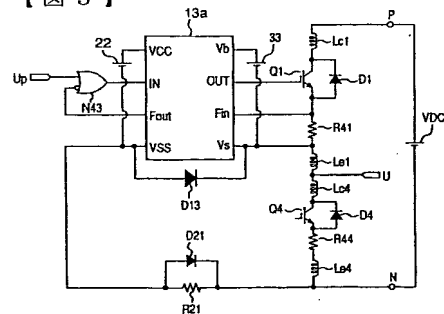 【図 3】
13a
P
22
33
Lc1
VCC
Vb
Up
IN
OUT
Q1
D1
N43
Fout
Fin
R41
VDC
VSS
Vs
Le1
U
D13
Lc4
Q4
D4
D21
R44
Le4
R21
N